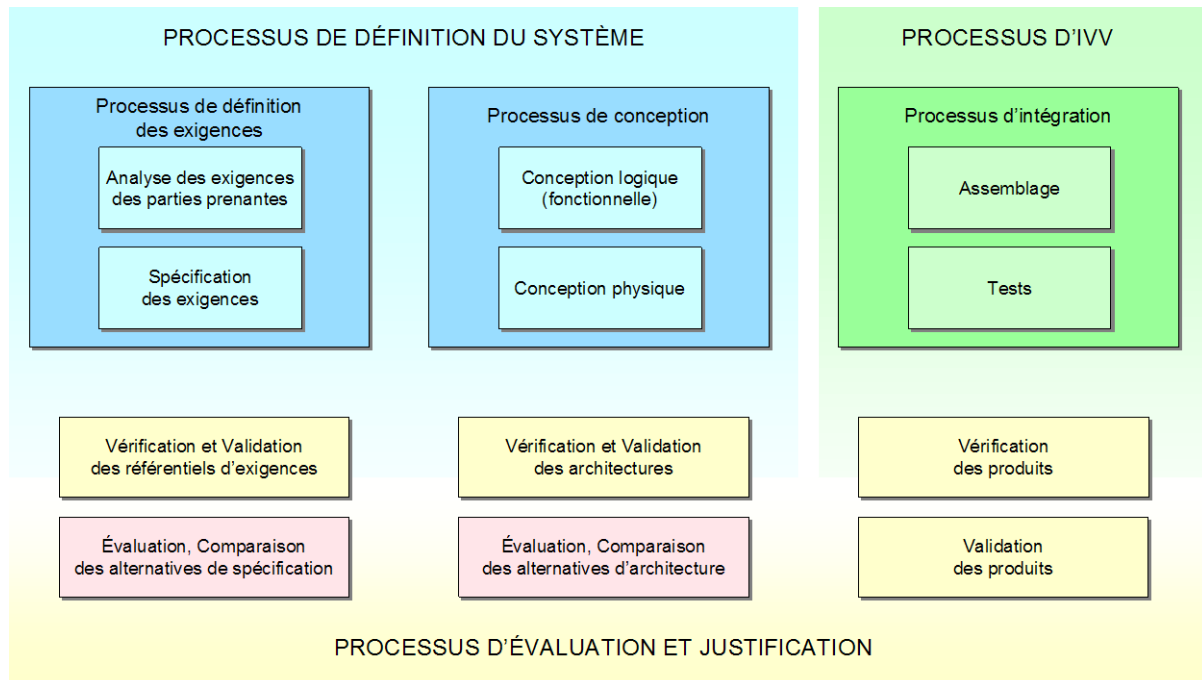 PROCESSUS DE DÉFINITION DU SYSTÈME
PROCESSUS D’IVV
Processus de définition
des exigences
Analyse des exigences
des parties prenantes
Spécification
des exigences
Processus de conception
Conception logique
(fonctionnelle)
Conception physique
Processus d’intégration
Assemblage
Tests
Vérification et Validation
des référentiels d’exigences
Vérification et Validation
des architectures
Vérification
des produits
Évaluation, Comparaison
des alternatives de spécification
Évaluation, Comparaison
des alternatives d’architecture
Validation
des produits
PROCESSUS D’ÉVALUATION ET JUSTIFICATION